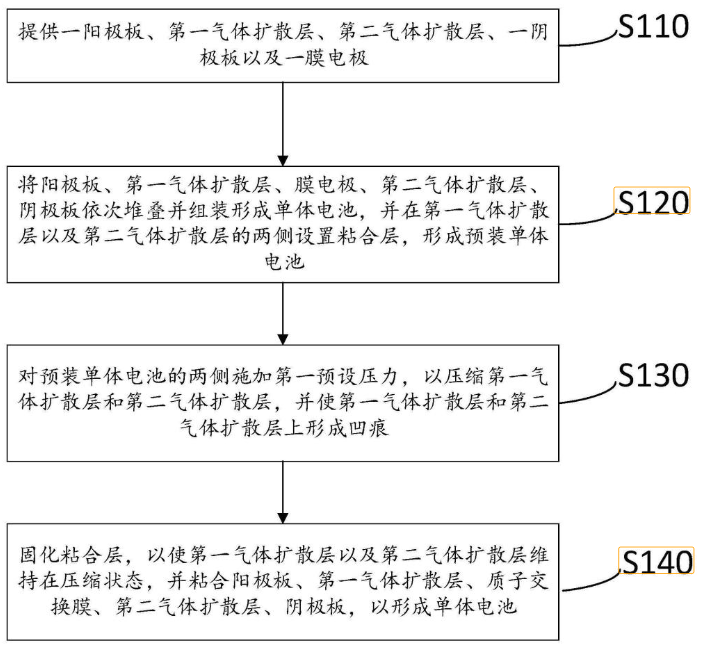 提供一阳极板、第一气体扩散层、第二气体扩散层、一阴
极板以及一膜电极
S110
将阳极板、第一气体扩散层、膜电极、第二气体扩散层、
阴极板依次堆叠并组装形成单体电池，并在第一气体扩散
层以及第二气体扩散层的两侧设置粘合层，形成预装单体
电池
S120
对预装单体电池的两侧施加第一预设压力，以压缩第一气
体扩散层和第二气体扩散层，并使第一气体扩散层和第二
气体扩散层上形成凹痕
S130
固化粘合层，以使第一气体扩散层以及第二气体扩散层维
持在压缩状态，并粘合阳极板、第一气体扩散层、质子交
换膜、第二气体扩散层、阴极板，以形成单体电池
S140